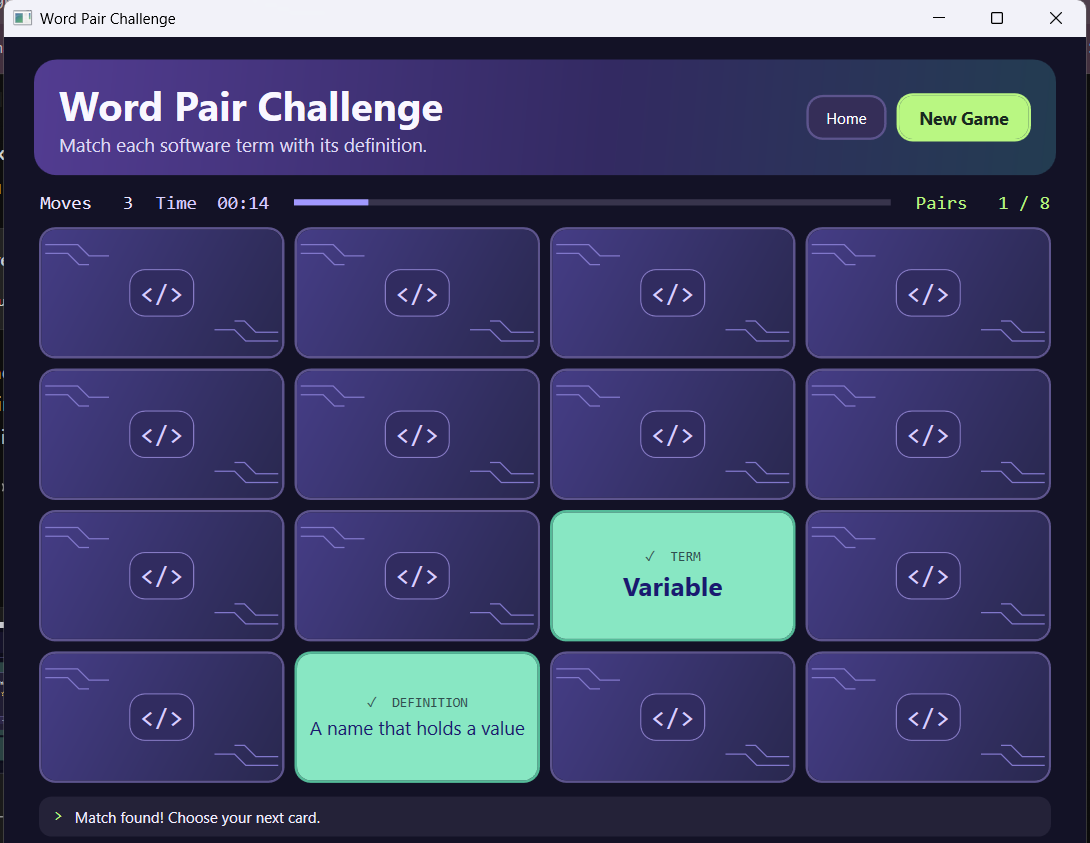 Word Pair Challenge
Word Pair Challenge
Match each software term with its definition.
Home
New Game
Moves 3 Time 00:14 Pairs 1 / 8
</> </> </> </>
</> </> </> </>
</> </>
✓ TERM
Variable
</>
</>
✓ DEFINITION
A name that holds a value
</> </>
> Match found! Choose your next card.